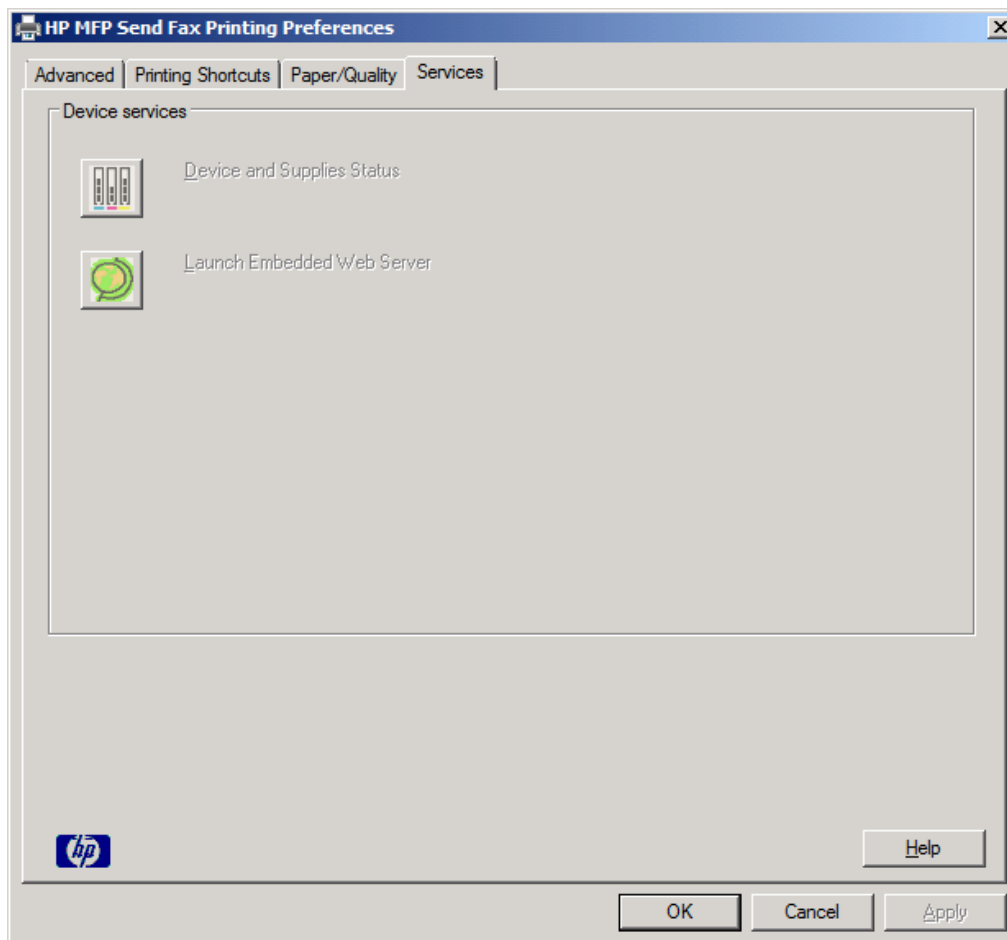 HP MFP Send Fax Printing Preferences
Advanced Printing Shortcuts Paper/Quality Services
Device services
Device and Supplies Status
Launch Embedded Web Server
hp
Help
OK Cancel Apply